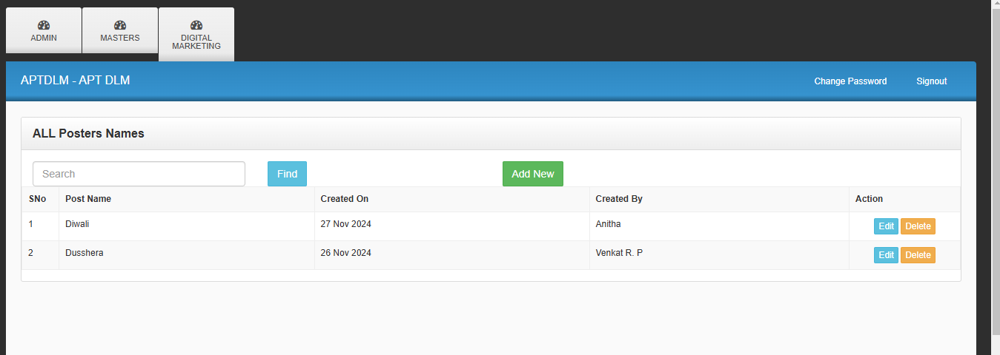 ADMIN
MASTERS
DIGITAL
MARKETING
APTDLM - APT DLM
Change Password
Signout
ALL Posters Names
Search
Find
Add New
SNo Post Name Created On Created By Action
1 Diwali 27 Nov 2024 Anitha Edit Delete
2 Dusshera 26 Nov 2024 Venkat R. P Edit Delete